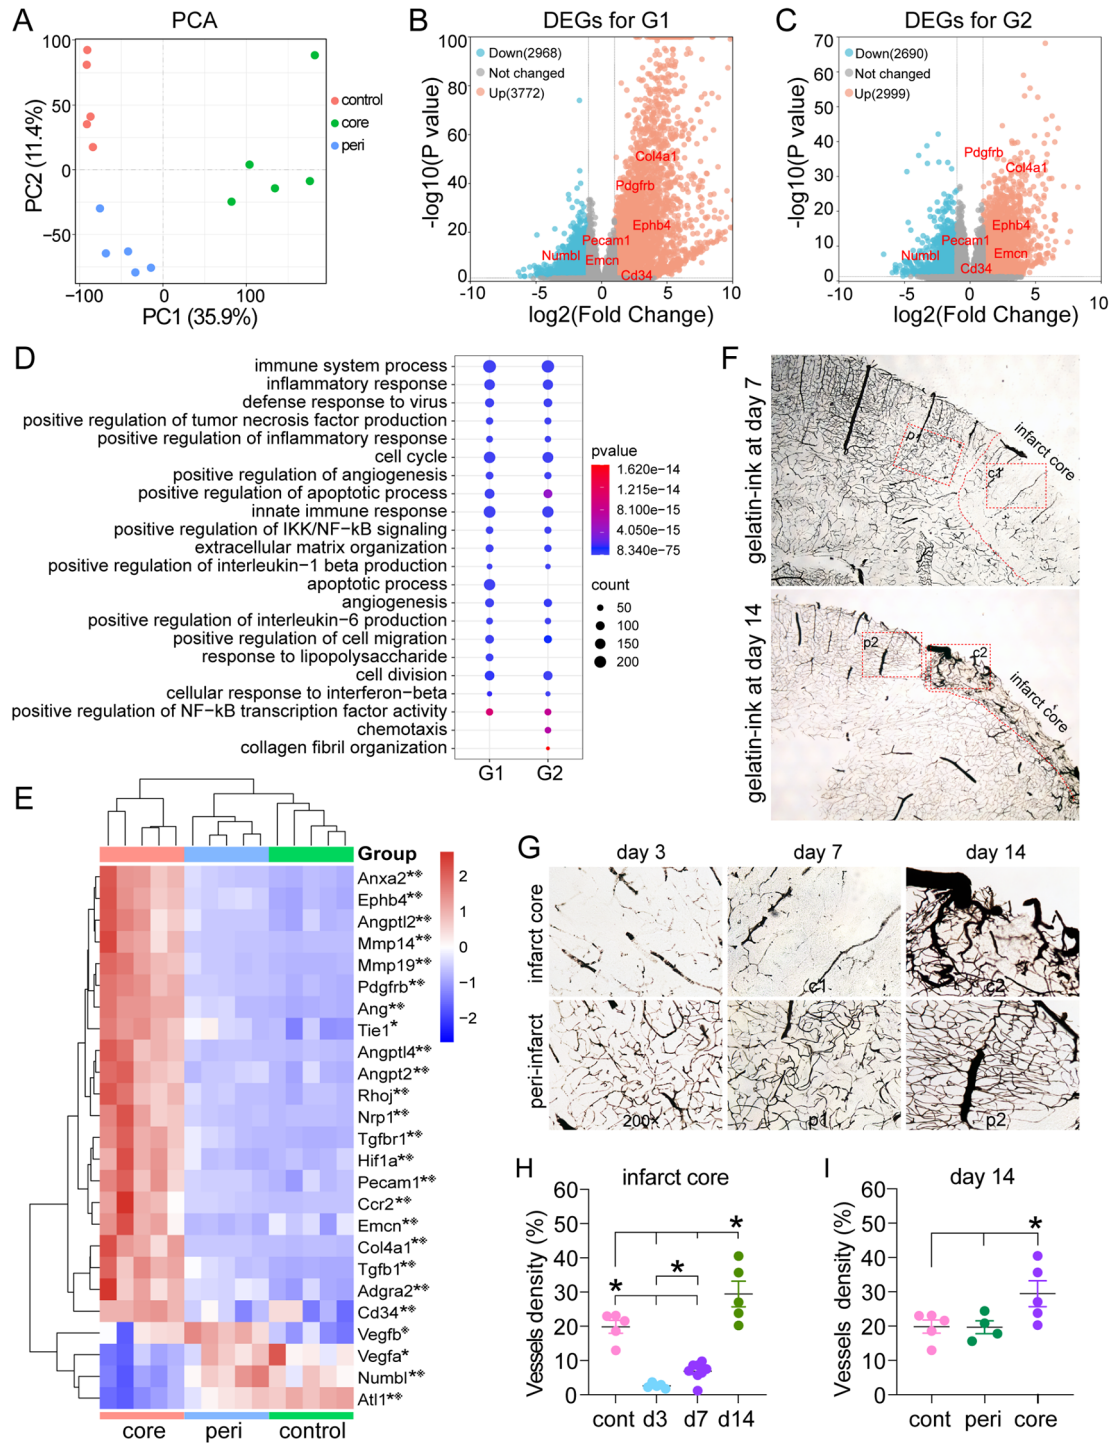 A
PCA
PC2 (11.4%)
100
50
0
−50
−100
0
100
PC1 (35.9%)
control
core
peri
B
DEGs for G1
-log10(P value)
100
80
60
40
20
0
Down(2968)
Not changed
Up(3772)
Col4a1
Pdgfrb
Ephb4
Pecam1
Numbl
Emcn
Cd34
-10
-5
0
5
10
log2(Fold Change)
C
DEGs for G2
-log10(P value)
70
60
50
40
30
20
10
0
Down(2690)
Not changed
Up(2999)
Pdgfrb
Col4a1
Ephb4
Pecam1
Numbl
Emcn
Cd34
-10
-5
0
5
10
log2(Fold Change)
D
immune system process
inflammatory response
defense response to virus
positive regulation of tumor necrosis factor production
positive regulation of inflammatory response
cell cycle
positive regulation of angiogenesis
positive regulation of apoptotic process
innate immune response
positive regulation of IKK/NF−kB signaling
extracellular matrix organization
positive regulation of interleukin−1 beta production
apoptotic process
angiogenesis
positive regulation of interleukin−6 production
positive regulation of cell migration
response to lipopolysaccharide
cell division
cellular response to interferon−beta
positive regulation of NF−kB transcription factor activity
chemotaxis
collagen fibril organization
G1
G2
pvalue
1.620e−14
1.215e−14
8.100e−15
4.050e−15
8.340e−75
count
50
100
150
200
F
gelatin-ink at day 7
p1
c1
infarct core
gelatin-ink at day 14
p2
c2
infarct core
E
Group
Anxa2*※
Ephb4*※
Angptl2*※
Mmp14*※
Mmp19*※
Pdgfrb*※
Ang*※
Tie1*
Angptl4*※
Angpt2*※
Rhoj*※
Nrp1*※
Tgfbr1*※
Hif1a*※
Pecam1*※
Ccr2*※
Emcn*※
Col4a1*※
Tgfb1*※
Adgra2*※
Cd34*※
Vegfb※
Vegfa*
Numbl*※
Atl1*※
2
1
0
−1
−2
core
peri
control
G
day 3
day 7
day 14
infarct core
c1
c2
peri-infarct
200×
p1
p2
H
infarct core
Vessels density (%)
60
50
40
30
20
10
0
*
*
*
cont
d3
d7
d14
I
day 14
Vessels density (%)
60
50
40
30
20
10
0
*
cont
peri
core